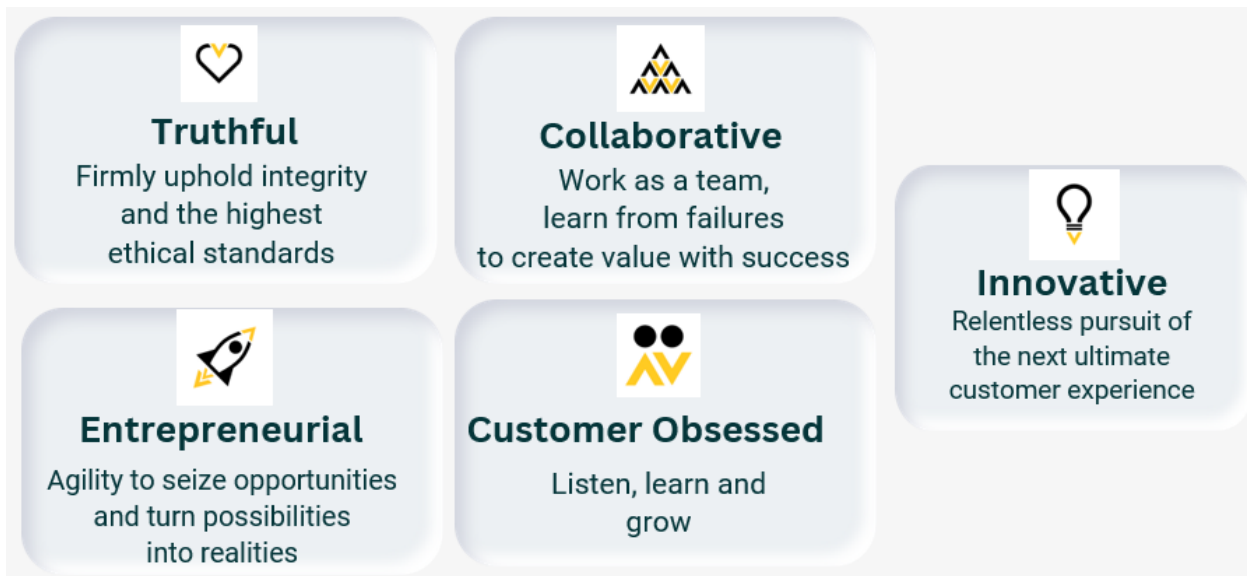 Truthful
Firmly uphold integrity
and the highest
ethical standards
Collaborative
Work as a team,
learn from failures
to create value with success
Innovative
Relentless pursuit of
the next ultimate
customer experience
Entrepreneurial
Agility to seize opportunities
and turn possibilities
into realities
Customer Obsessed
Listen, learn and
grow